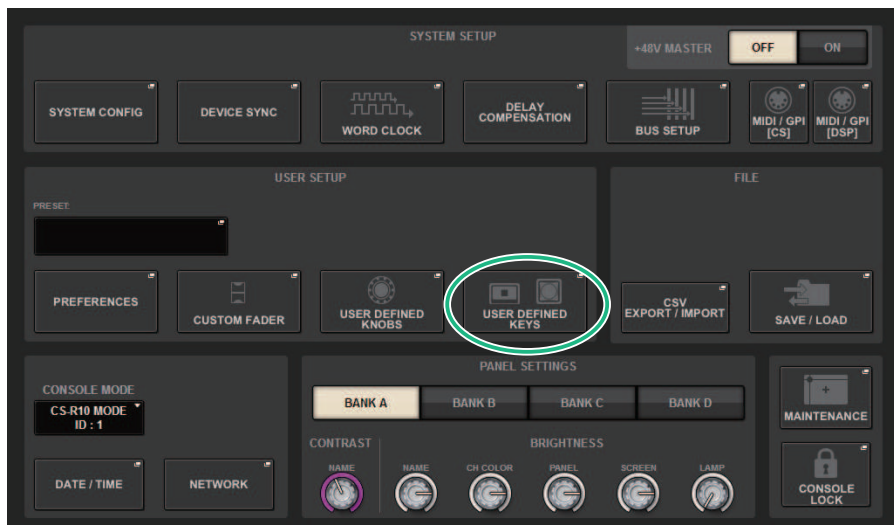 SYSTEM SETUP
+48V MASTER
OFF
ON
SYSTEM CONFIG
DEVICE SYNC
WORD CLOCK
DELAY
COMPENSATION
BUS SETUP
MIDI / GPI
[CS]
MIDI / GPI
[DSP]
USER SETUP
PRESET
PREFERENCES
CUSTOM FADER
USER DEFINED
KNOBS
USER DEFINED
KEYS
FILE
CSV
EXPORT / IMPORT
SAVE / LOAD
CONSOLE MODE
CS-R10 MODE
ID : 1
DATE / TIME
NETWORK
PANEL SETTINGS
BANK A
BANK B
BANK C
BANK D
CONTRAST
BRIGHTNESS
NAME
NAME
CH COLOR
PANEL
SCREEN
LAMP
MAINTENANCE
CONSOLE
LOCK